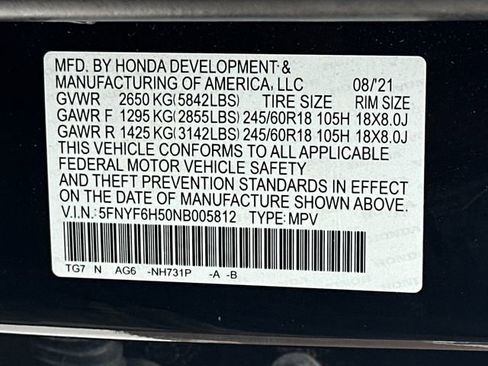 MFD. BY HONDA DEVELOPMENT &
MANUFACTURING OF AMERICA, LLC 08/'21
GVWR 2650 KG(5842LBS) TIRE SIZE RIM SIZE
GAWR F 1295 KG(2855LBS) 245/60R18 105H 18X8.0J
GAWR R 1425 KG(3142LBS) 245/60R18 105H 18X8.0J
THIS VEHICLE CONFORMS TO ALL APPLICABLE
FEDERAL MOTOR VEHICLE SAFETY
AND THEFT PREVENTION STANDARDS IN EFFECT
ON THE DATE OF MANUFACTURE SHOWN ABOVE.
V.I.N.: 5FNYF6H50NB005812 TYPE: MPV
TG7 N AG6 -NH731P -A -B